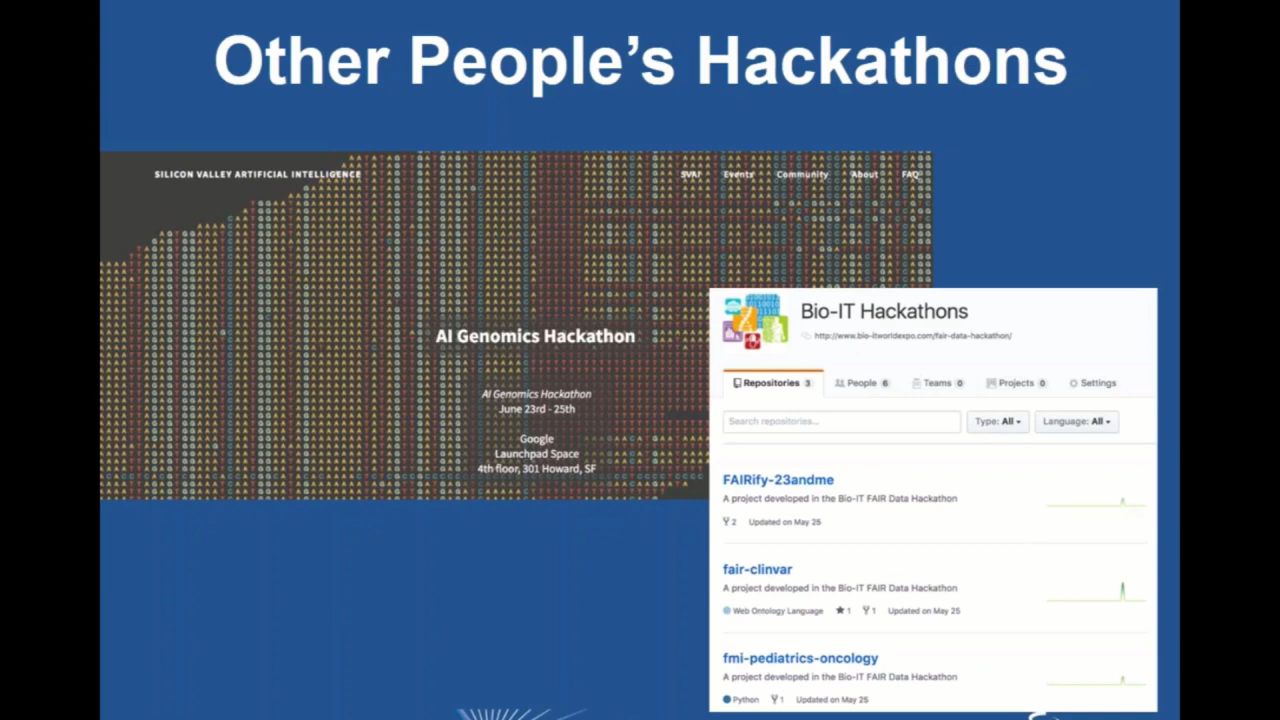 Other People’s Hackathons
SILICON VALLEY ARTIFICIAL INTELLIGENCE
SVAI Events Community About FAQ
AI Genomics Hackathon
AI Genomics Hackathon
June 23rd - 25th
Google
Launchpad Space
4th floor, 301 Howard, SF
Bio-IT Hackathons
http://www.bio-itworldexpo.com/fair-data-hackathon/
Repositories 3 People 6 Teams 0 Projects 0 Settings
Search repositories... Type: All Language: All
FAIRify-23andme
A project developed in the Bio-IT FAIR Data Hackathon
2 Updated on May 25
fair-clinvar
A project developed in the Bio-IT FAIR Data Hackathon
Web Ontology Language 1 1 Updated on May 25
fmi-pediatrics-oncology
A project developed in the Bio-IT FAIR Data Hackathon
Python 1 Updated on May 25